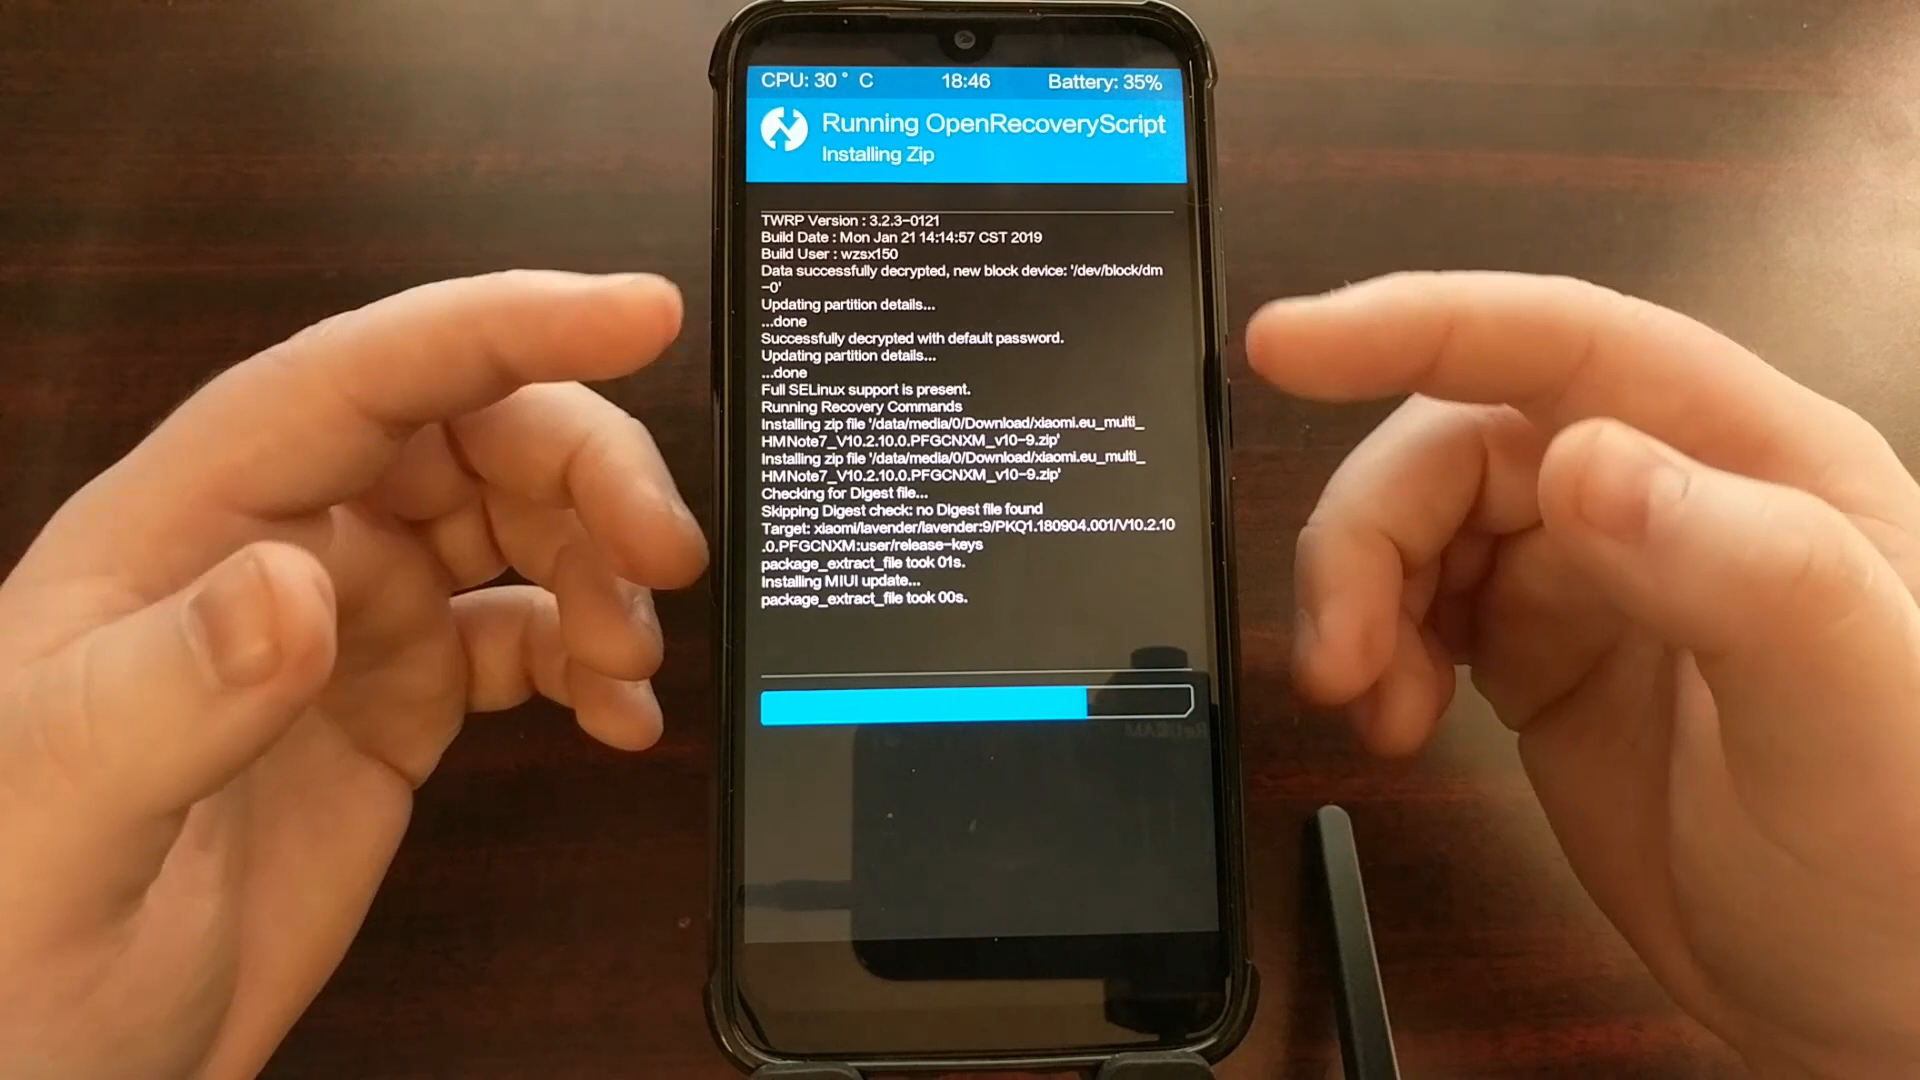 CPU: 30 ° C 18:46 Battery: 35%
Running OpenRecoveryScript
Installing Zip
TWRP Version : 3.2.3-0121
Build Date : Mon Jan 21 14:14:57 CST 2019
Build User : wzsx150
Data successfully decrypted, new block device: '/dev/block/dm
-0'
Updating partition details...
...done
Successfully decrypted with default password.
Updating partition details...
...done
Full SELinux support is present.
Running Recovery Commands
Installing zip file '/data/media/0/Download/xiaomi.eu_multi_
HMNote7_V10.2.10.0.PFGCNXM_v10-9.zip'
Installing zip file '/data/media/0/Download/xiaomi.eu_multi_
HMNote7_V10.2.10.0.PFGCNXM_v10-9.zip'
Checking for Digest file...
Skipping Digest check: no Digest file found
Target: xiaomi/lavender/lavender:9/PKQ1.180904.001/V10.2.10
.0.PFGCNXM:user/release-keys
package_extract_file took 01s.
Installing MIUI update...
package_extract_file took 00s.